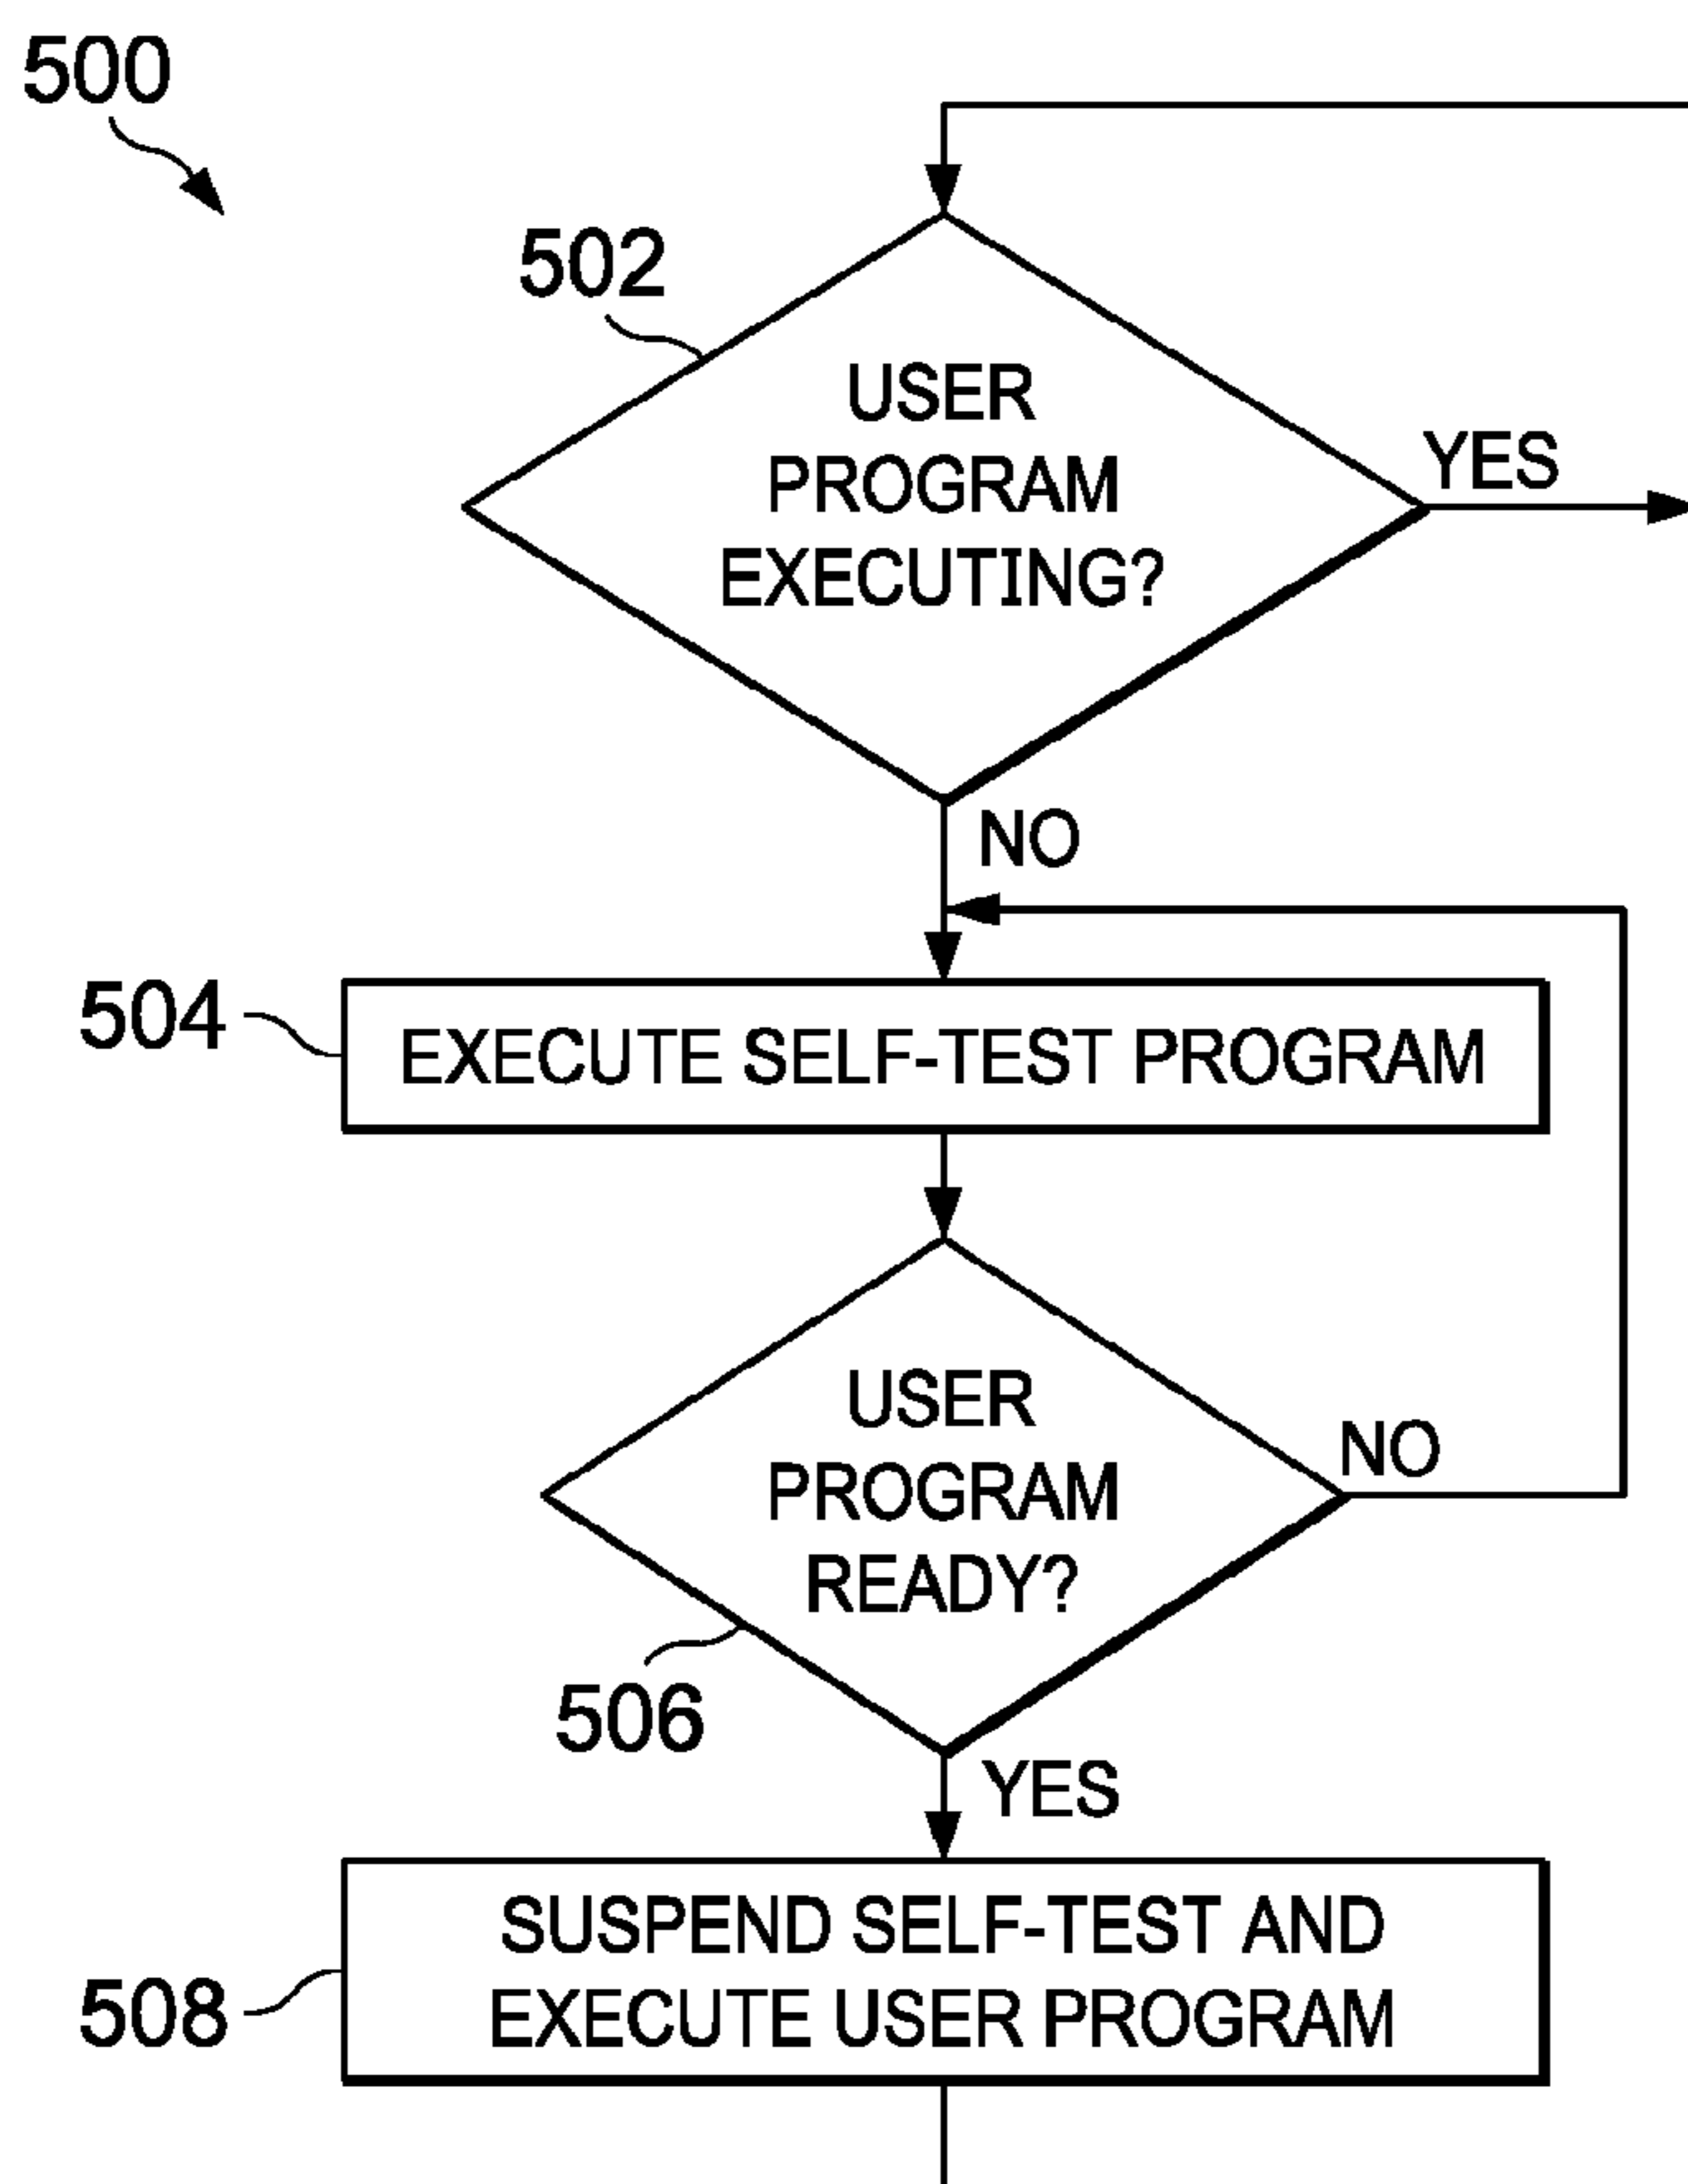 500
502
USER
PROGRAM
EXECUTING?
YES
NO
504
EXECUTE SELF-TEST PROGRAM
USER
PROGRAM
READY?
NO
506
YES
SUSPEND SELF-TEST AND
EXECUTE USER PROGRAM
508